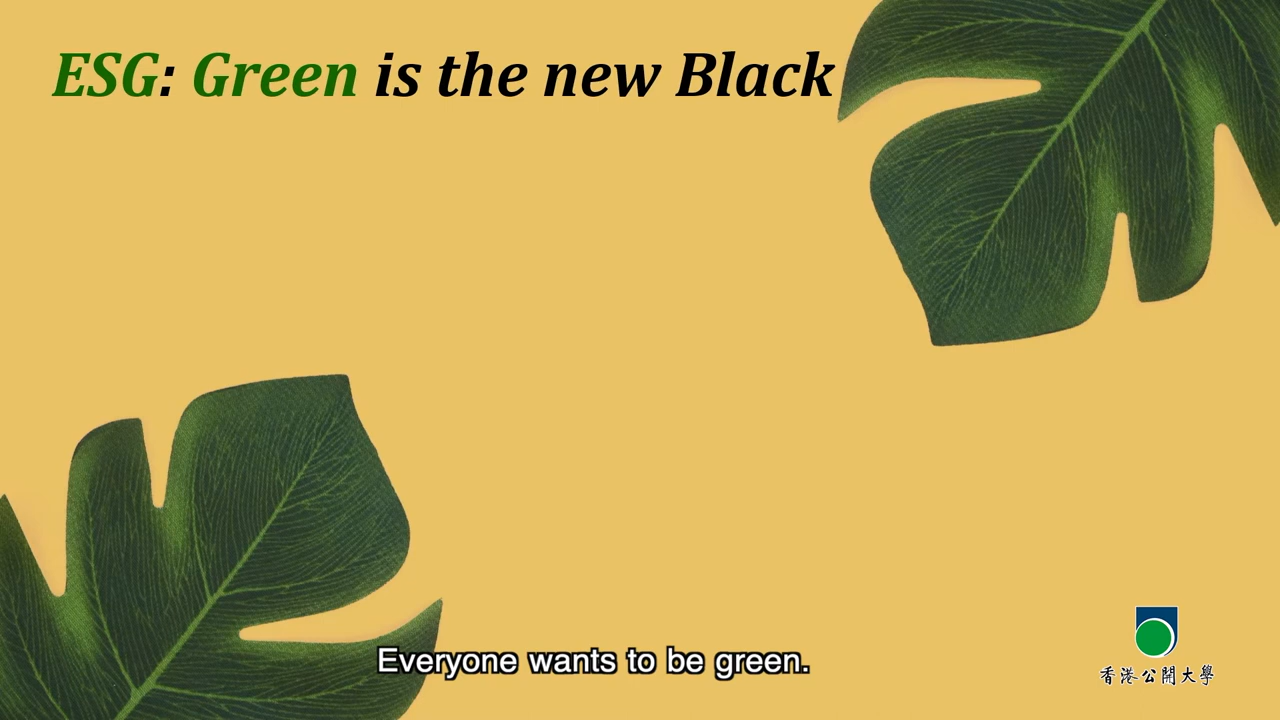 ESG: Green is the new Black
Everyone wants to be green.
香港公開大學